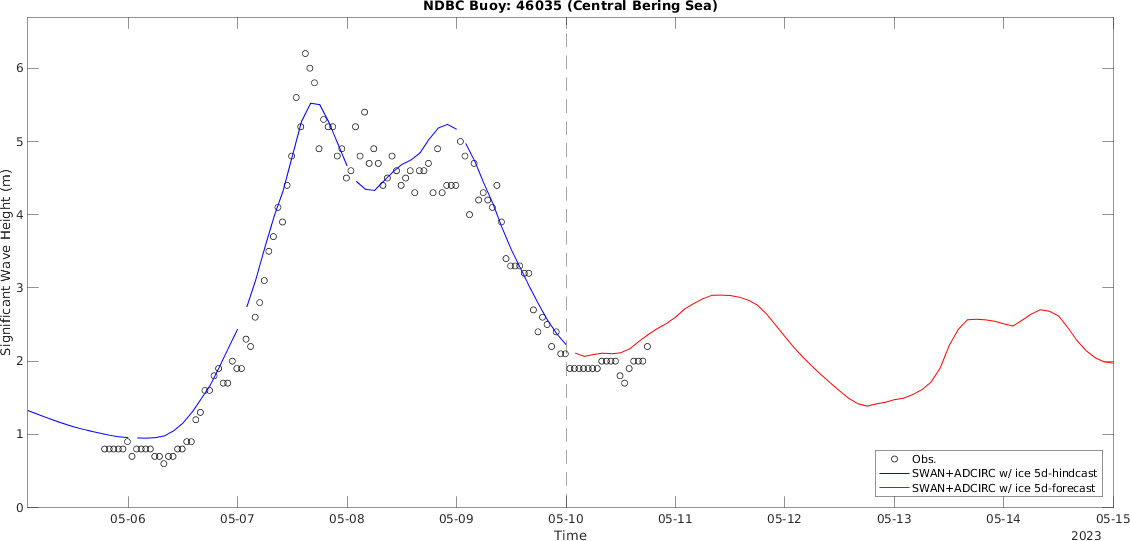 NDBC Buoy: 46035 (Central Bering Sea)
Significant Wave Height (m)
6
5
4
3
2
1
0
Obs.
SWAN+ADCIRC w/ ice 5d-hindcast
SWAN+ADCIRC w/ ice 5d-forecast
05-06 05-07 05-08 05-09 05-10 05-11 05-12 05-13 05-14 05-15
Time
2023